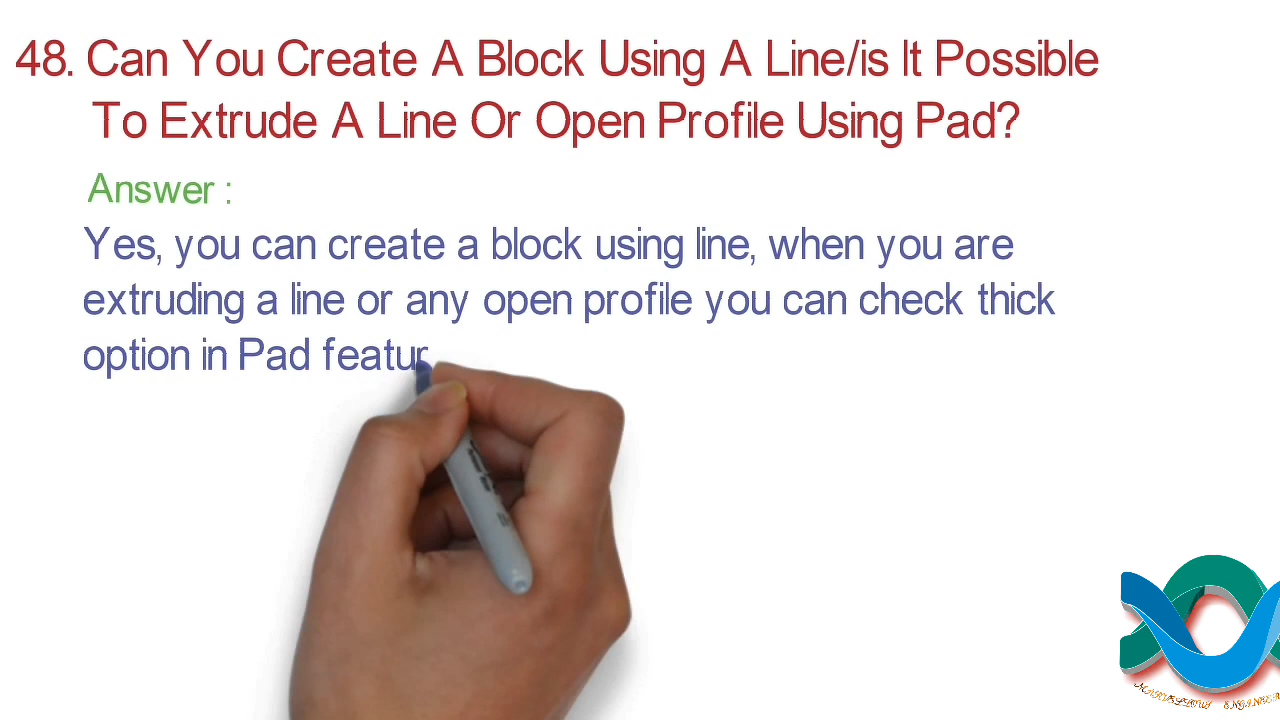 48. Can You Create A Block Using A Line/is It Possible
To Extrude A Line Or Open Profile Using Pad?
Answer :
Yes, you can create a block using line, when you are
extruding a line or any open profile you can check thick
option in Pad featur